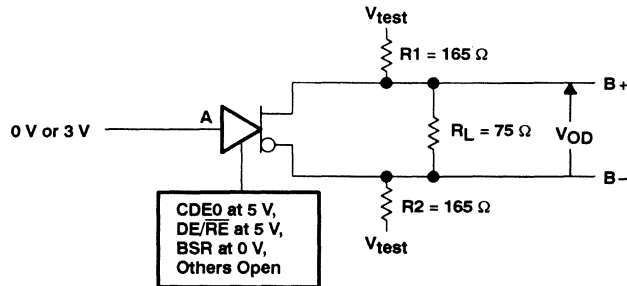 Vtest
R1 = 165 Ω
B+
A
0 V or 3 V
RL = 75 Ω
VOD
B−
CDE0 at 5 V,
DE/R̅E̅ at 5 V,
BSR at 0 V,
Others Open
R2 = 165 Ω
Vtest